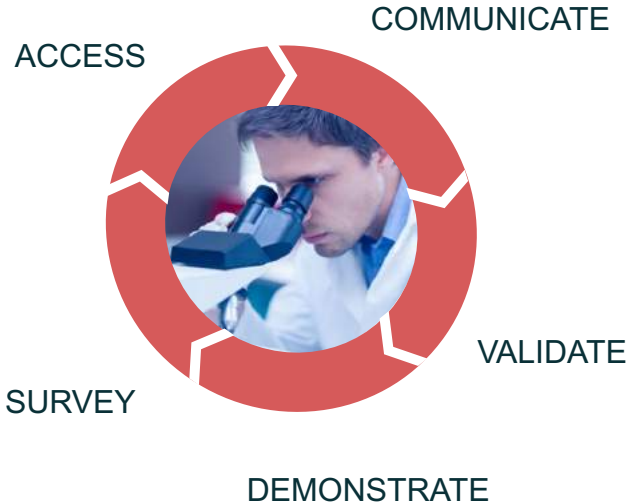 COMMUNICATE
ACCESS
VALIDATE
SURVEY
DEMONSTRATE